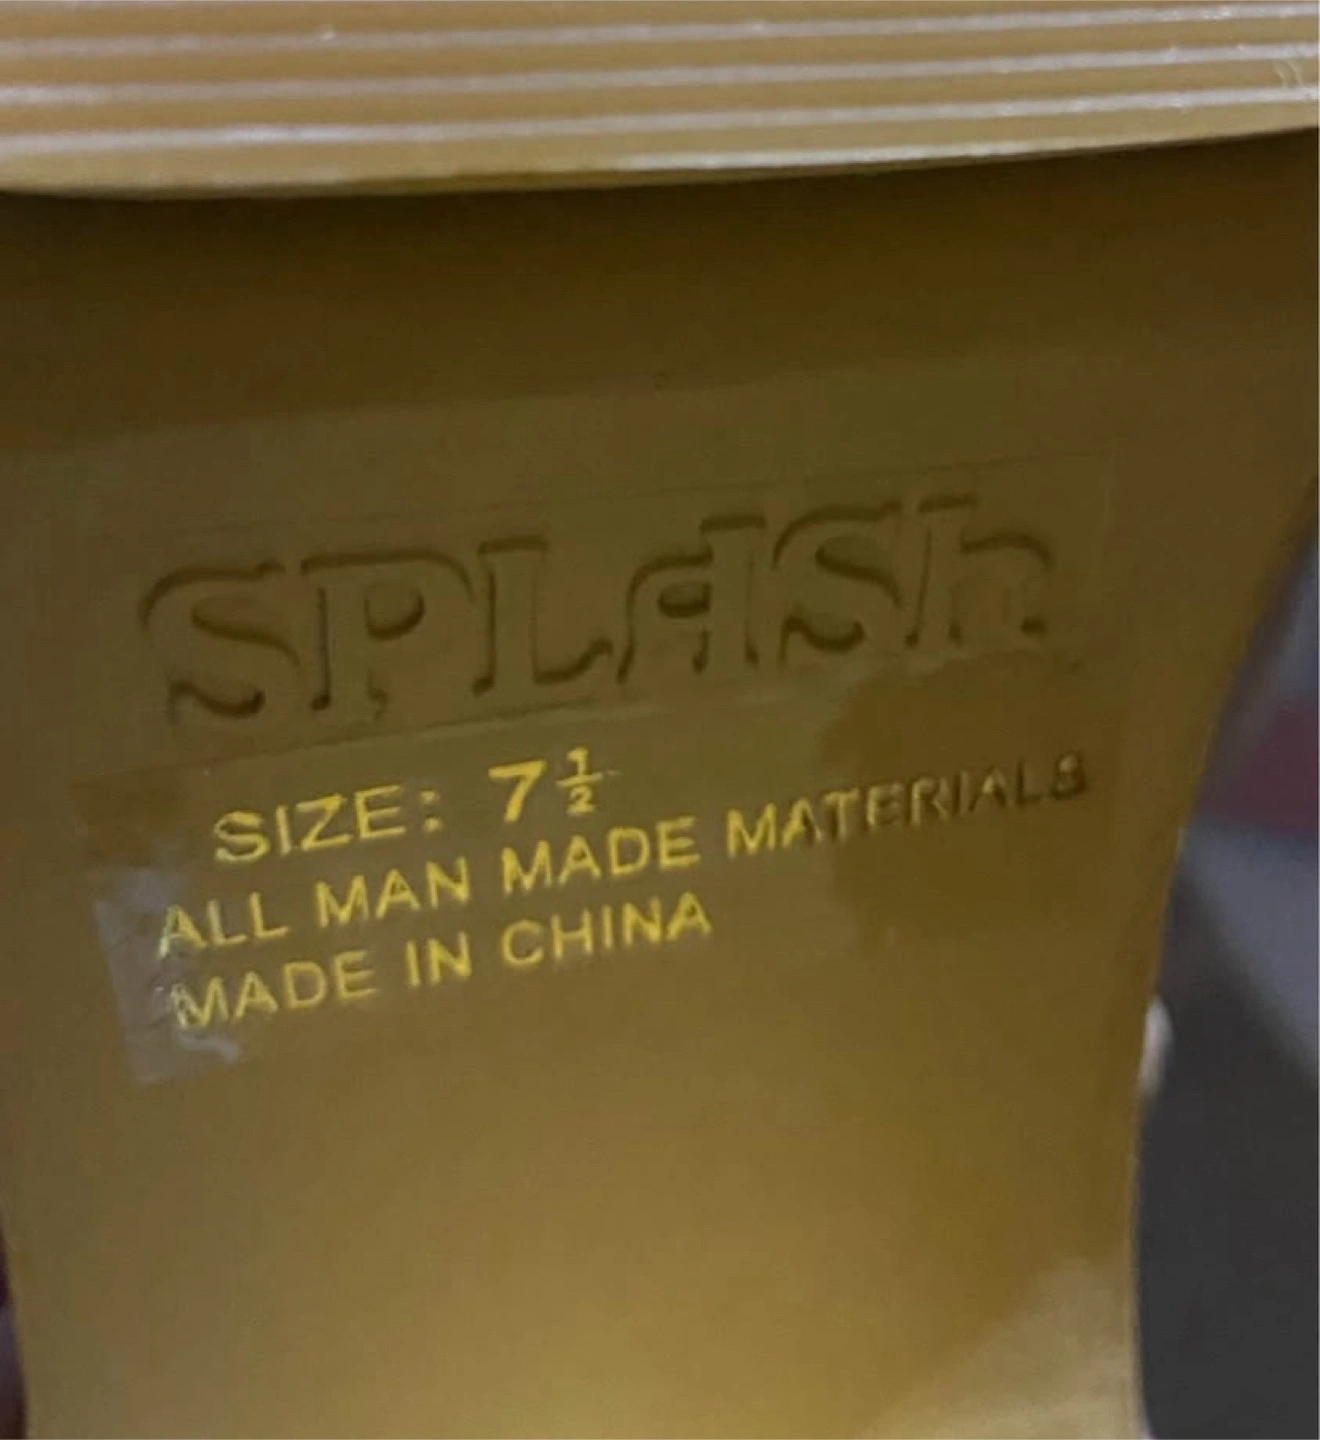 SPLASh
SIZE: 7½
ALL MAN MADE MATERIALS
MADE IN CHINA